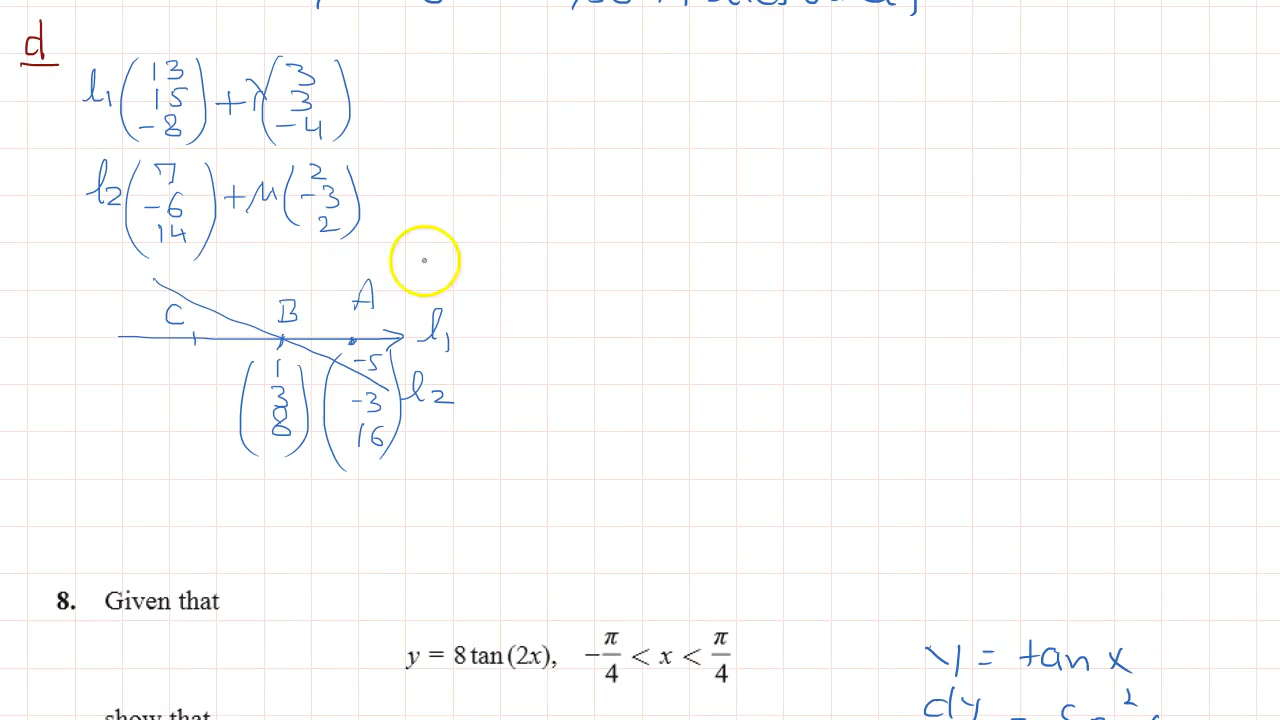 d
l₁ (13 15 -8) + λ (3 3 -4)
l₂ (7 -6 14) + μ (2 -3 2)
C B A l₁
(1 3 8) (-5 -3 16) l₂
8. Given that
y = 8 tan (2x), -π/4 < x < π/4
y = tan x
show that
dy